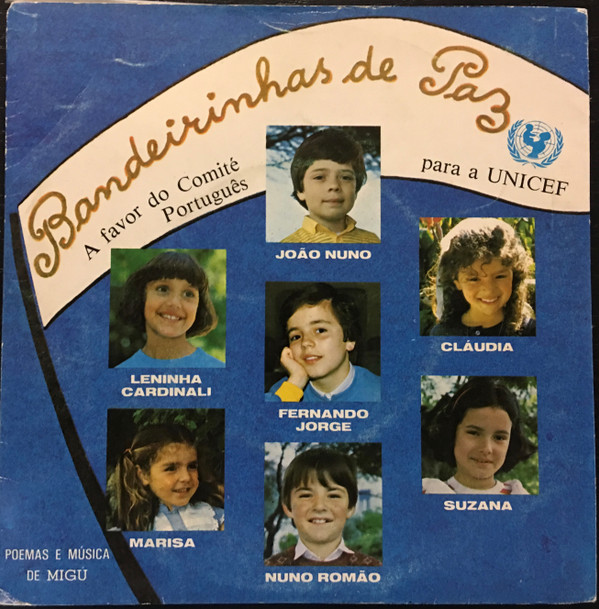 Bandeirinhas de Paz
A favor do Comité
Português
para a UNICEF
JOÃO NUNO
LENINHA
CARDINALI
FERNANDO
JORGE
CLÁUDIA
MARISA
NUNO ROMÃO
SUZANA
POEMAS E MÚSICA
DE MIGÚ